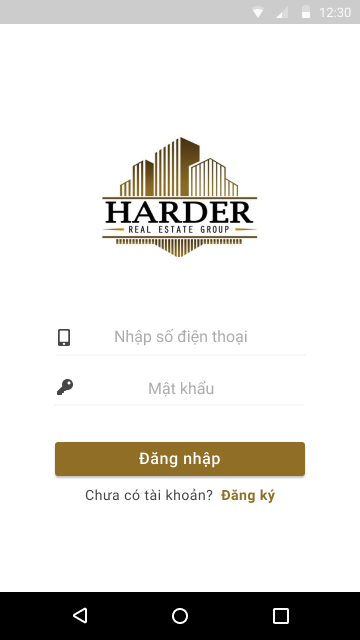 12:30
HARDER
REAL ESTATE GROUP
Nhập số điện thoại
Mật khẩu
Đăng nhập
Chưa có tài khoản? Đăng ký